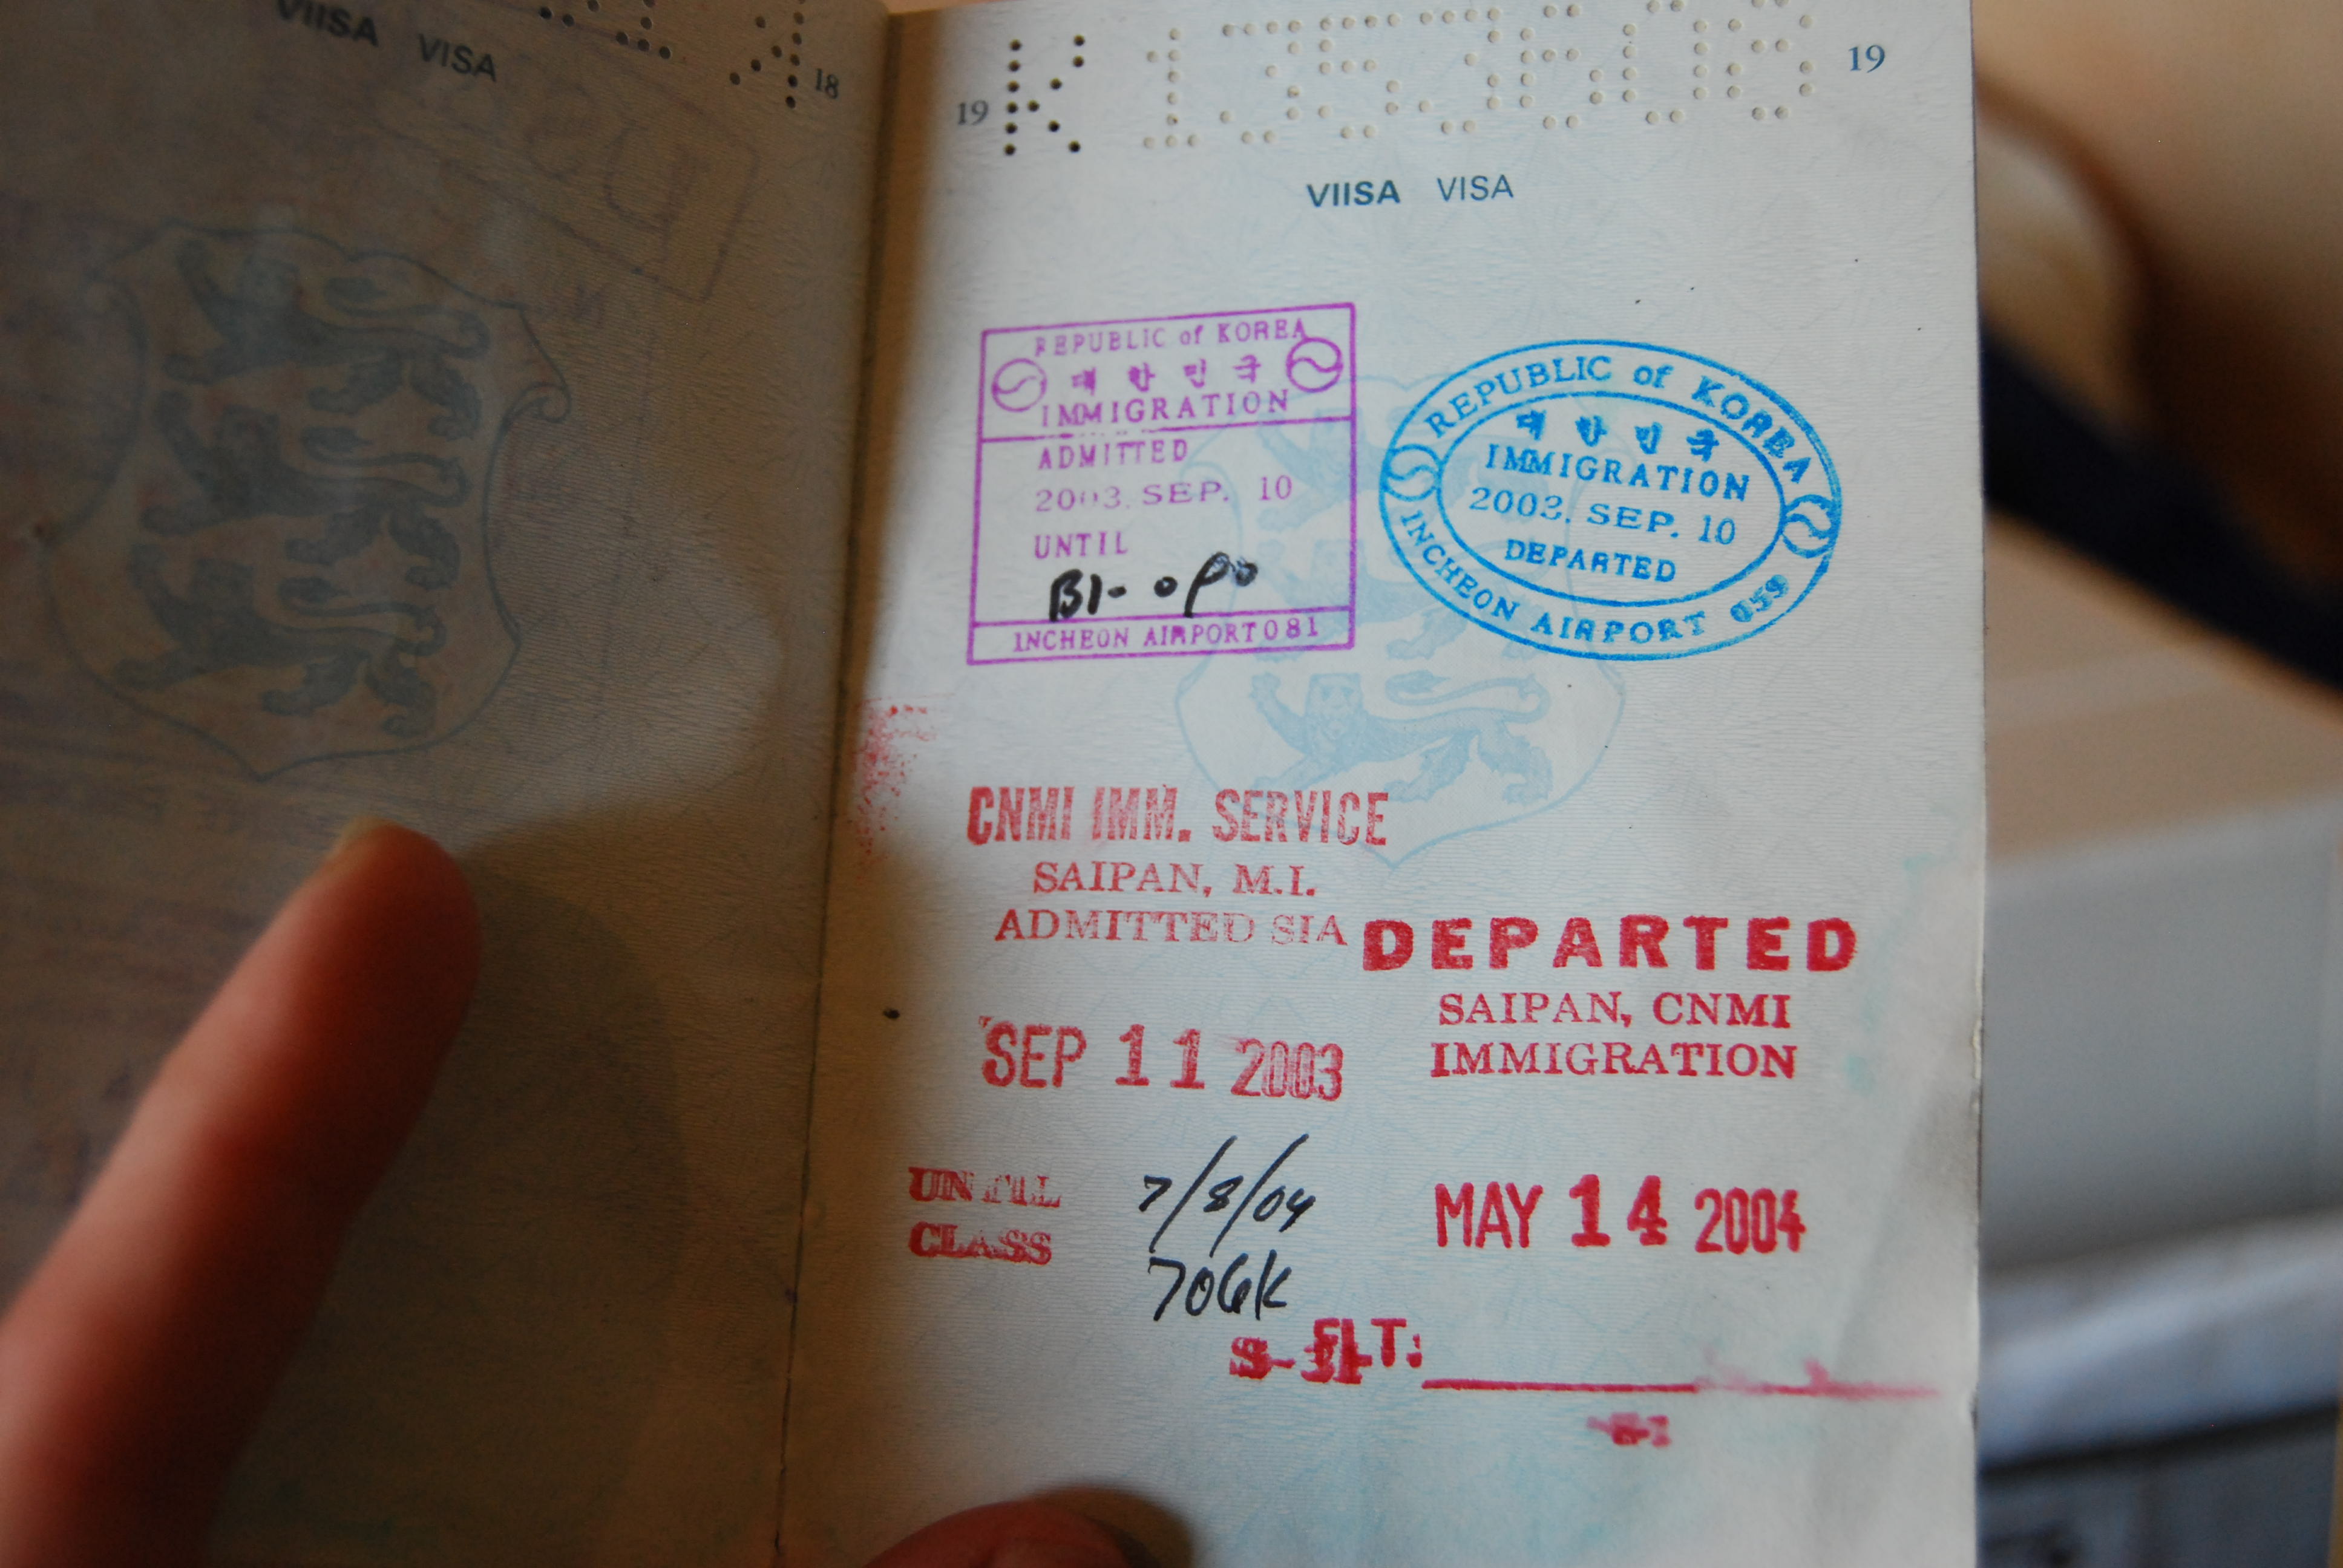 VIISA VISA
18
19 K 1353608 19
VIISA VISA
REPUBLIC of KOREA
대한민국
IMMIGRATION
ADMITTED
2003. SEP. 10
UNTIL
INCHEON AIRPORT 081
REPUBLIC of KOREA
대한민국
IMMIGRATION
2003. SEP. 10
DEPARTED
INCHEON AIRPORT 059
CNMI IMM. SERVICE
SAIPAN, M.I.
ADMITTED SIA
SEP 11 2003
UNTIL 7/8/04
CLASS 706K
DEPARTED
SAIPAN, CNMI
IMMIGRATION
MAY 14 2004
FLT: